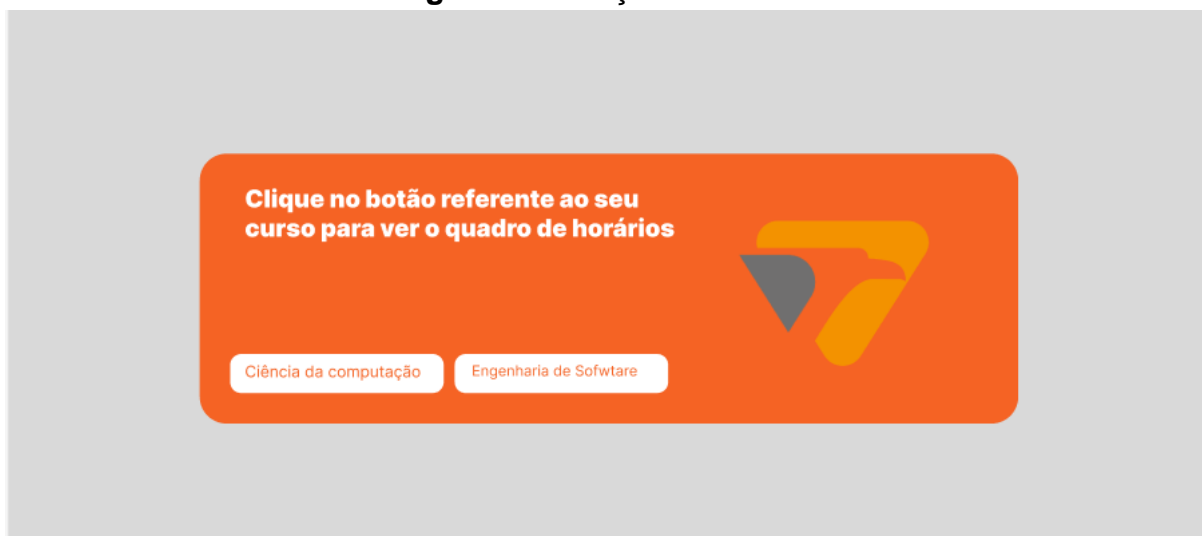 Clique no botão referente ao seu
curso para ver o quadro de horários
Ciência da computação
Engenharia de Sofwtare